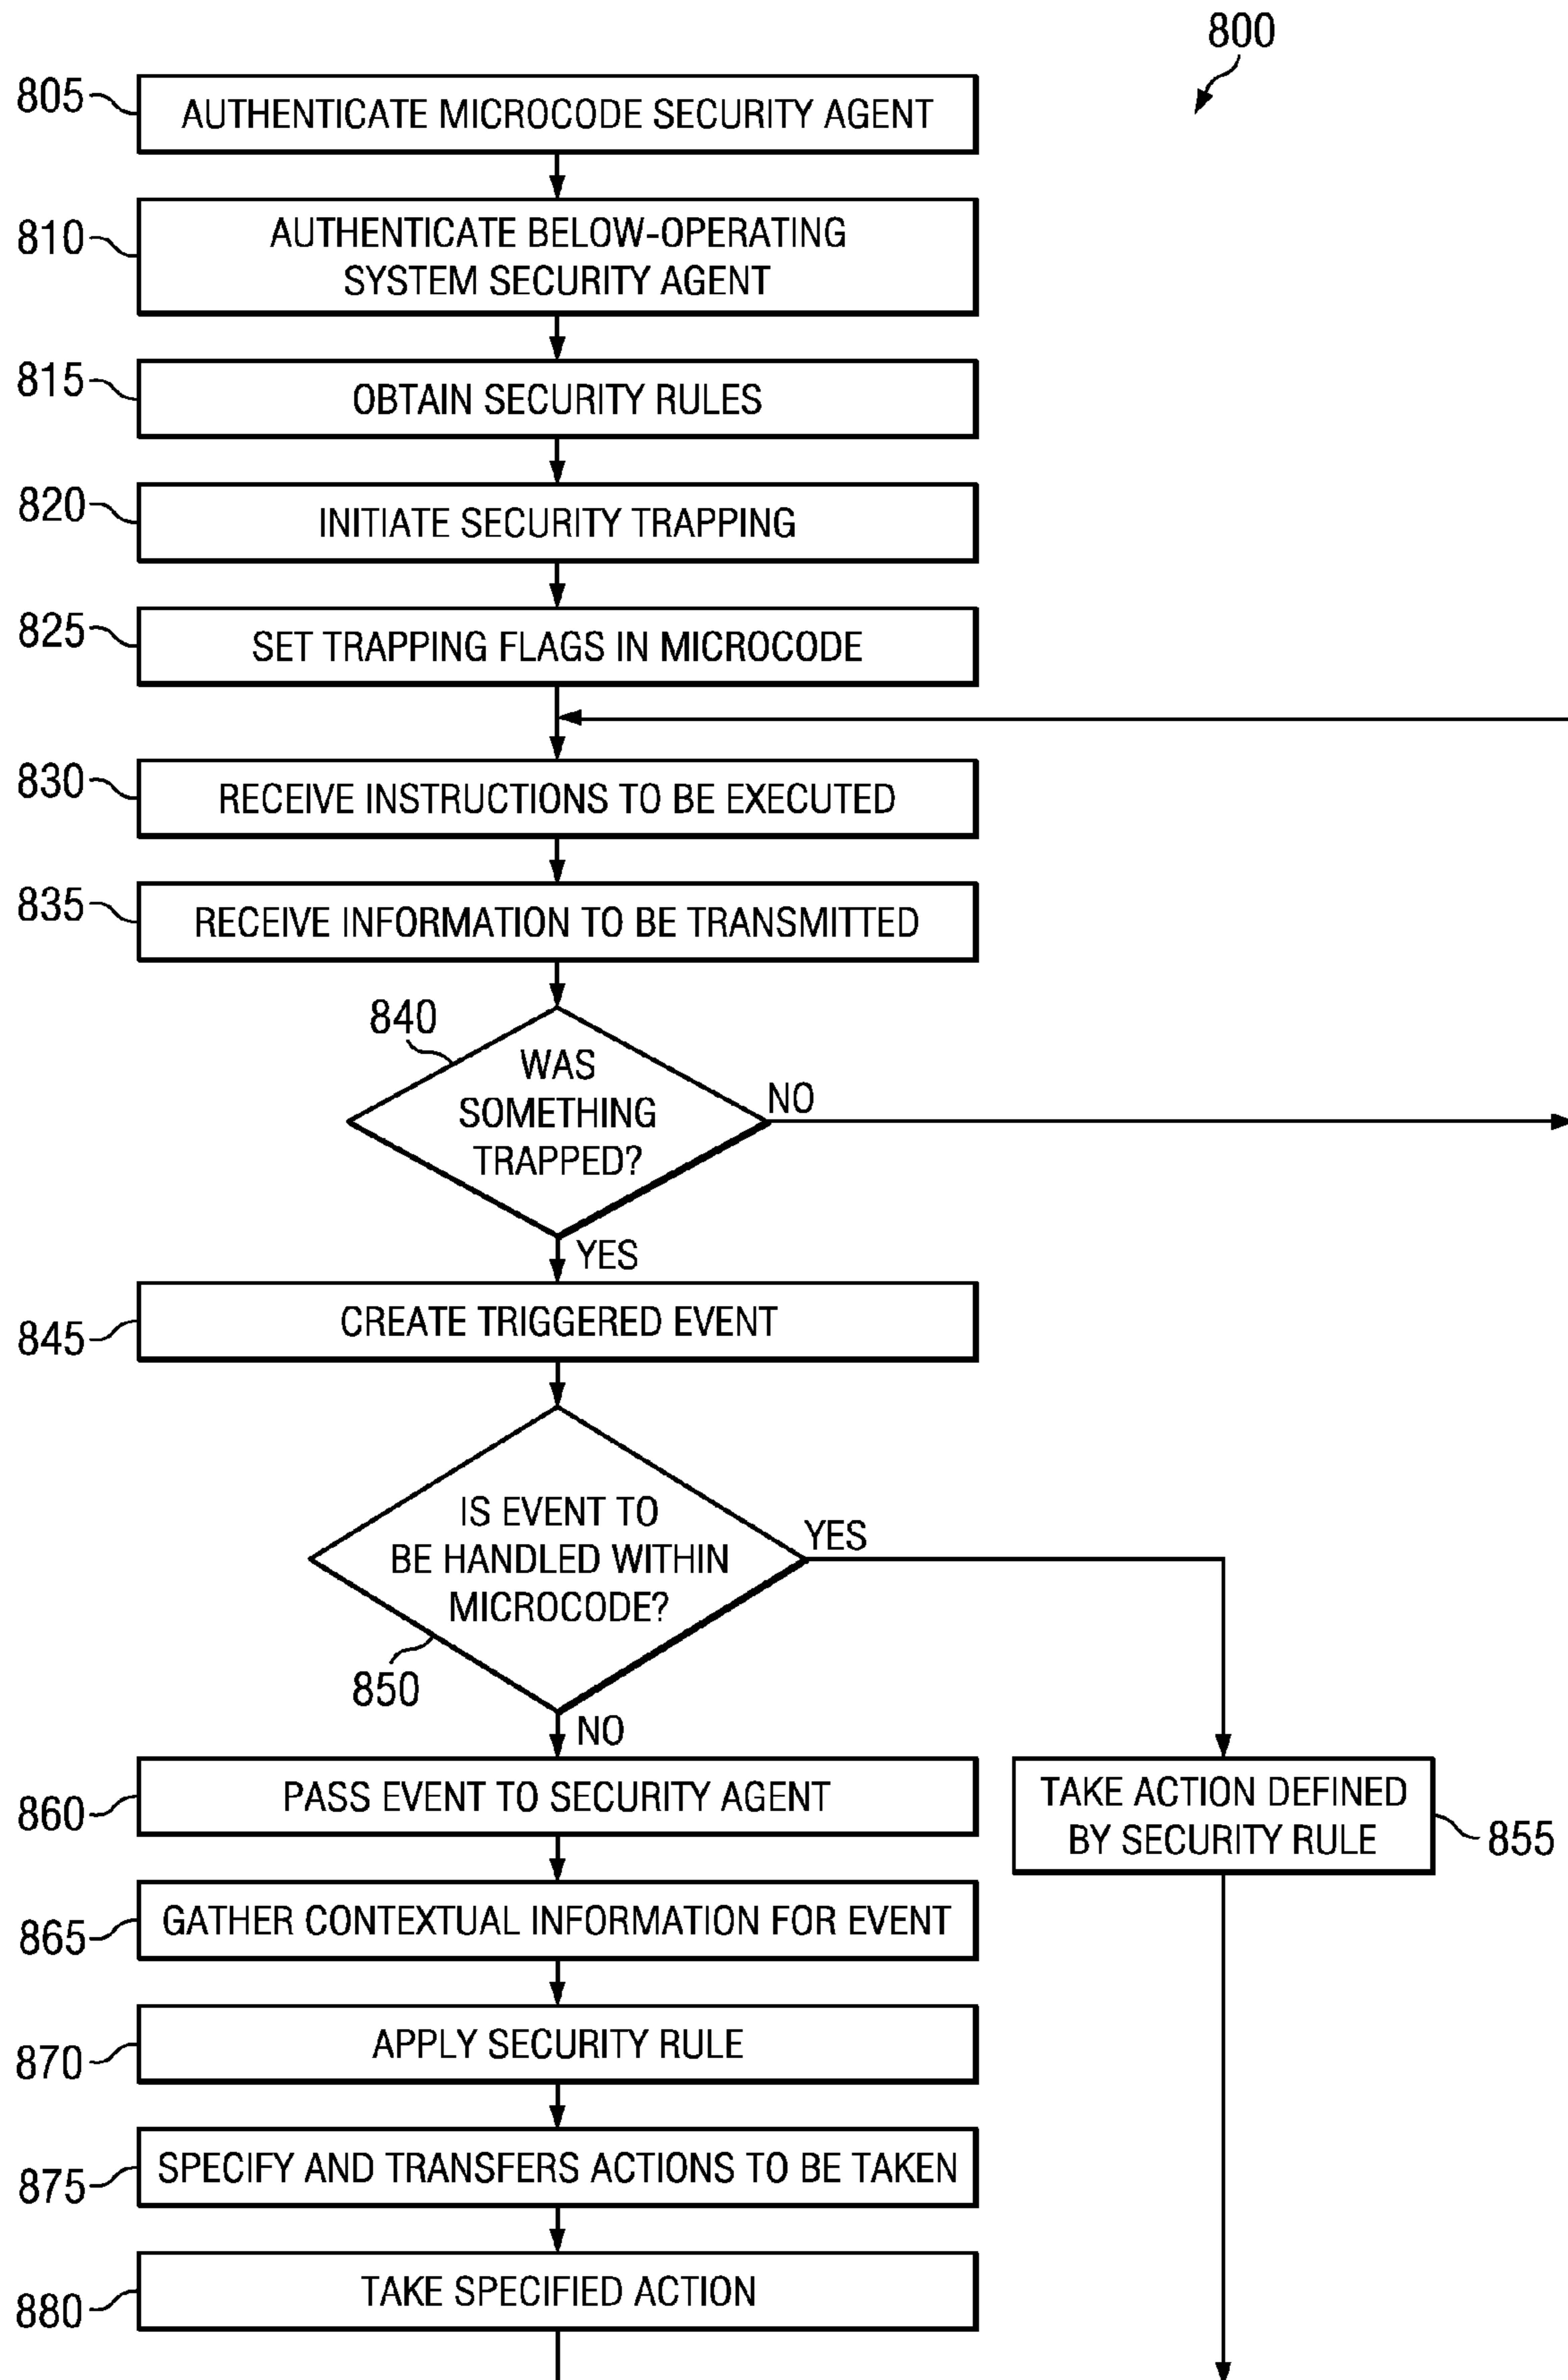 800
805
AUTHENTICATE MICROCODE SECURITY AGENT
810
AUTHENTICATE BELOW-OPERATING
SYSTEM SECURITY AGENT
815
OBTAIN SECURITY RULES
820
INITIATE SECURITY TRAPPING
825
SET TRAPPING FLAGS IN MICROCODE
830
RECEIVE INSTRUCTIONS TO BE EXECUTED
835
RECEIVE INFORMATION TO BE TRANSMITTED
840
WAS
SOMETHING
TRAPPED?
NO
YES
845
CREATE TRIGGERED EVENT
IS EVENT TO
BE HANDLED WITHIN
MICROCODE?
YES
850
NO
860
PASS EVENT TO SECURITY AGENT
TAKE ACTION DEFINED
BY SECURITY RULE
855
865
GATHER CONTEXTUAL INFORMATION FOR EVENT
870
APPLY SECURITY RULE
875
SPECIFY AND TRANSFERS ACTIONS TO BE TAKEN
880
TAKE SPECIFIED ACTION